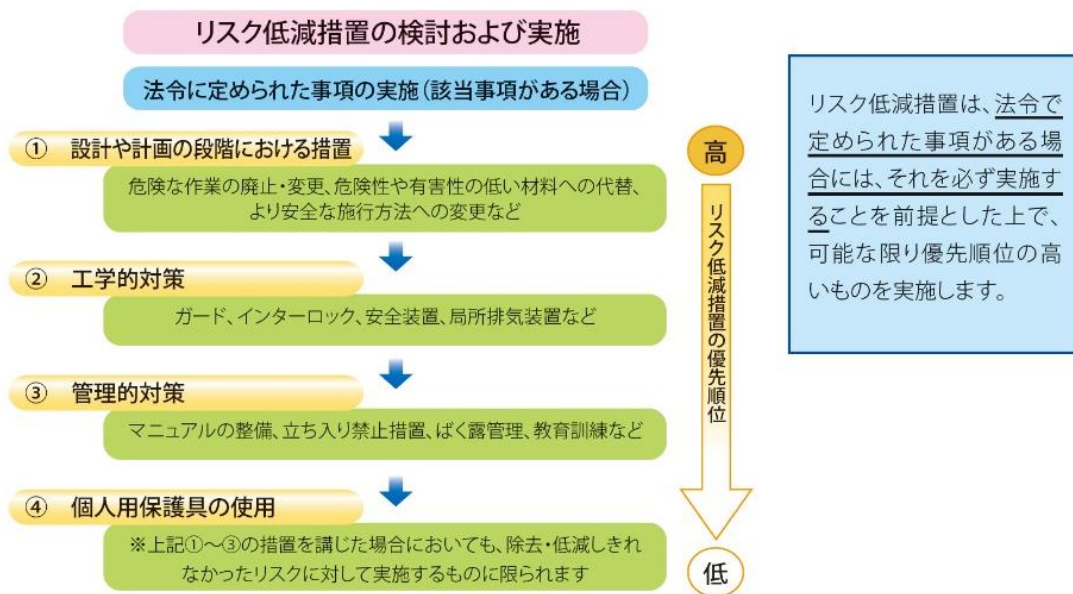 リスク低減措置の検討および実施
法令に定められた事項の実施(該当事項がある場合)
① 設計や計画の段階における措置
危険な作業の廃止・変更、危険性や有害性の低い材料への代替、
より安全な施行方法への変更など
② 工学的対策
ガード、インターロック、安全装置、局所排気装置など
③ 管理的対策
マニュアルの整備、立ち入り禁止措置、ばく露管理、教育訓練など
④ 個人用保護具の使用
※上記①～③の措置を講じた場合においても、除去・低減しきれ
なかったリスクに対して実施するものに限られます
高
リスク低減措置の優先順位
低
リスク低減措置は、法令で
定められた事項がある場
合には、それを必ず実施す
ることを前提とした上で、
可能な限り優先順位の高
いものを実施します。